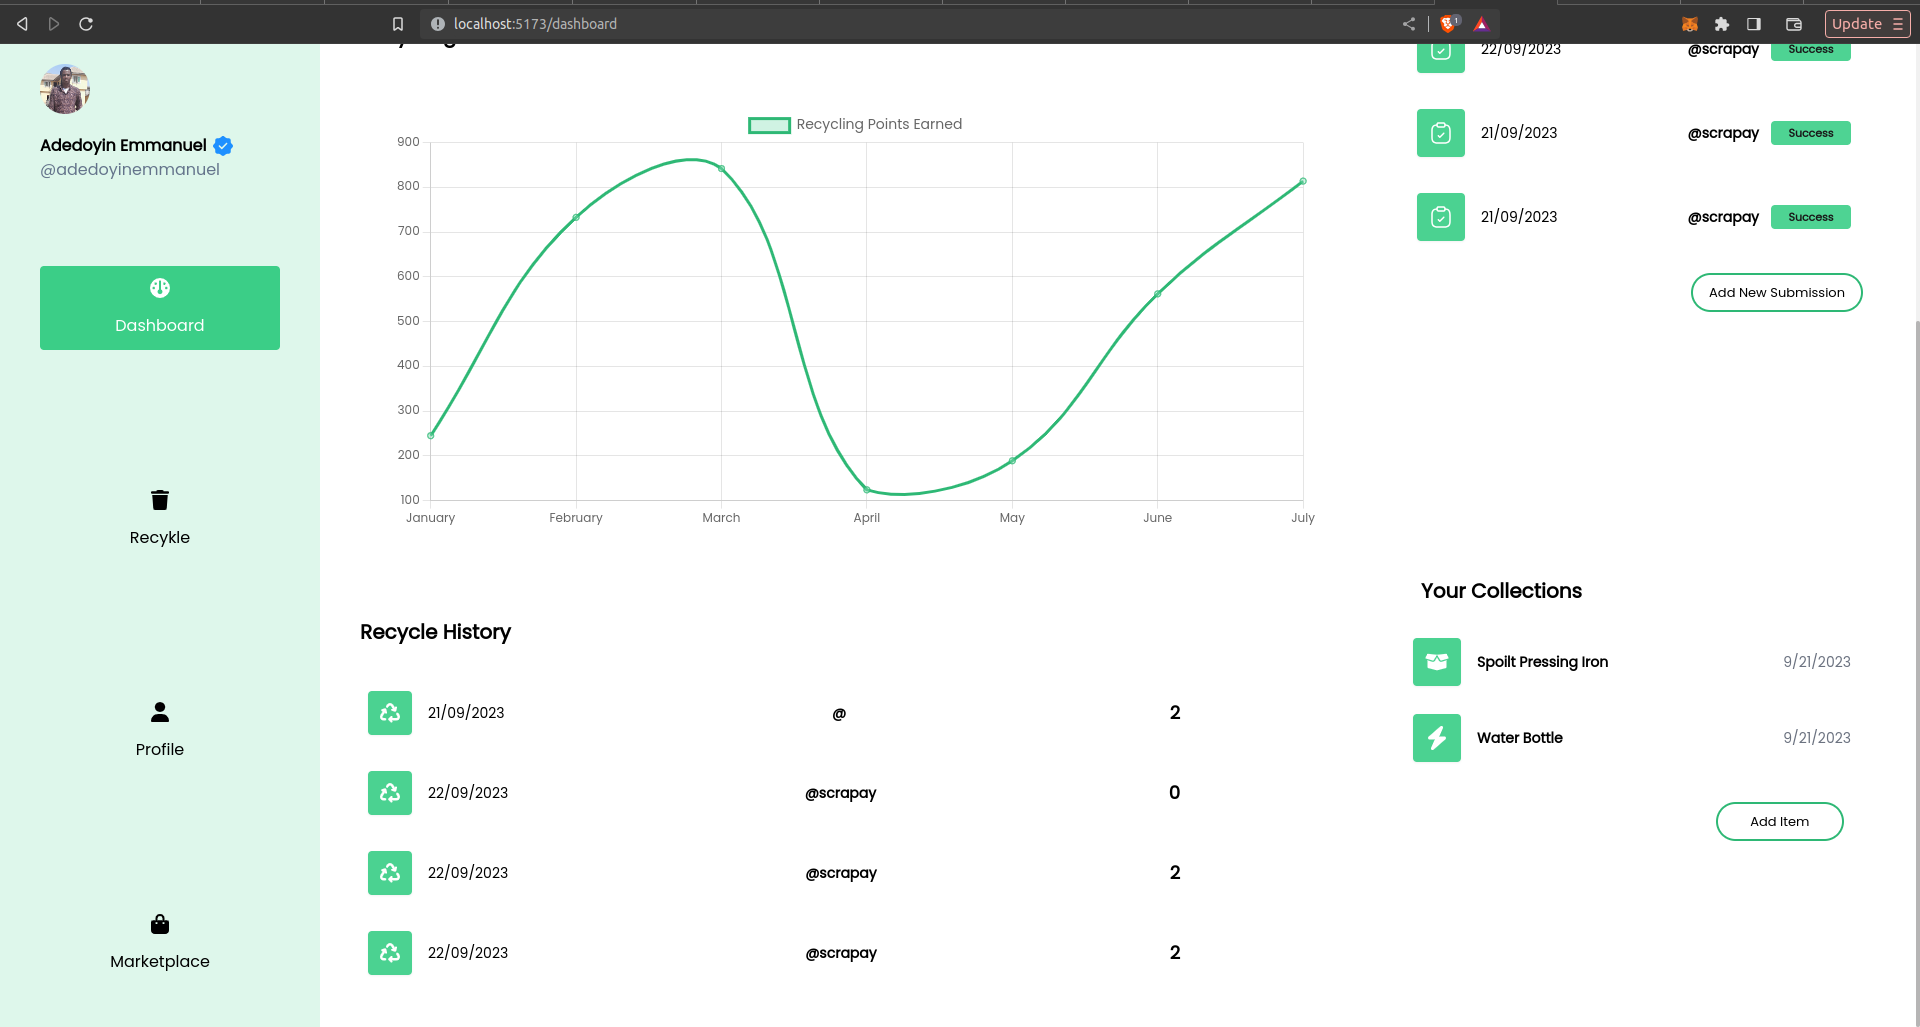 localhost:5173/dashboard
1
Update
Adedoyin Emmanuel
@adedoyinemmanuel
Dashboard
Recykle
Profile
Marketplace
Recycling Points Earned
900
800
700
600
500
400
300
200
100
January February March April May June July
Recycle History
21/09/2023 @ 2
22/09/2023 @scrapay 0
22/09/2023 @scrapay 2
22/09/2023 @scrapay 2
22/09/2023 @scrapay Success
21/09/2023 @scrapay Success
21/09/2023 @scrapay Success
Add New Submission
Your Collections
Spoilt Pressing Iron 9/21/2023
Water Bottle 9/21/2023
Add Item